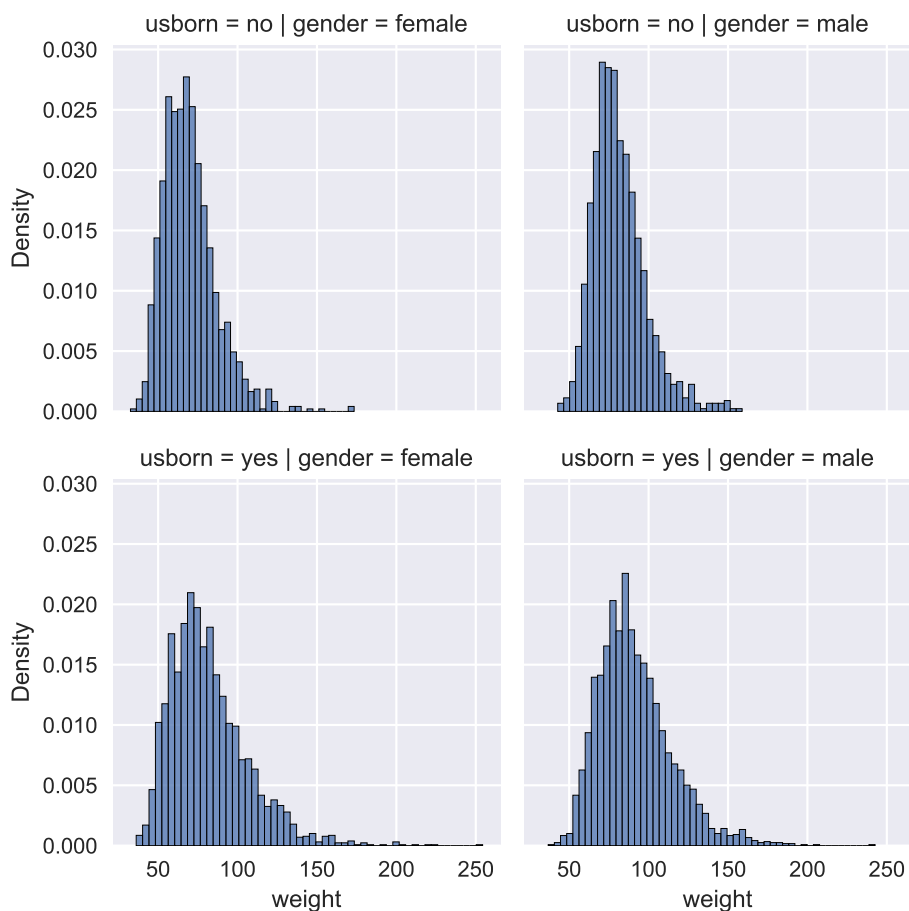 usborn = no | gender = female
usborn = no | gender = male
0.030
0.025
0.020
0.015
0.010
0.005
0.000
Density
usborn = yes | gender = female
usborn = yes | gender = male
0.030
0.025
0.020
0.015
0.010
0.005
0.000
Density
50 100 150 200 250
50 100 150 200 250
weight
weight